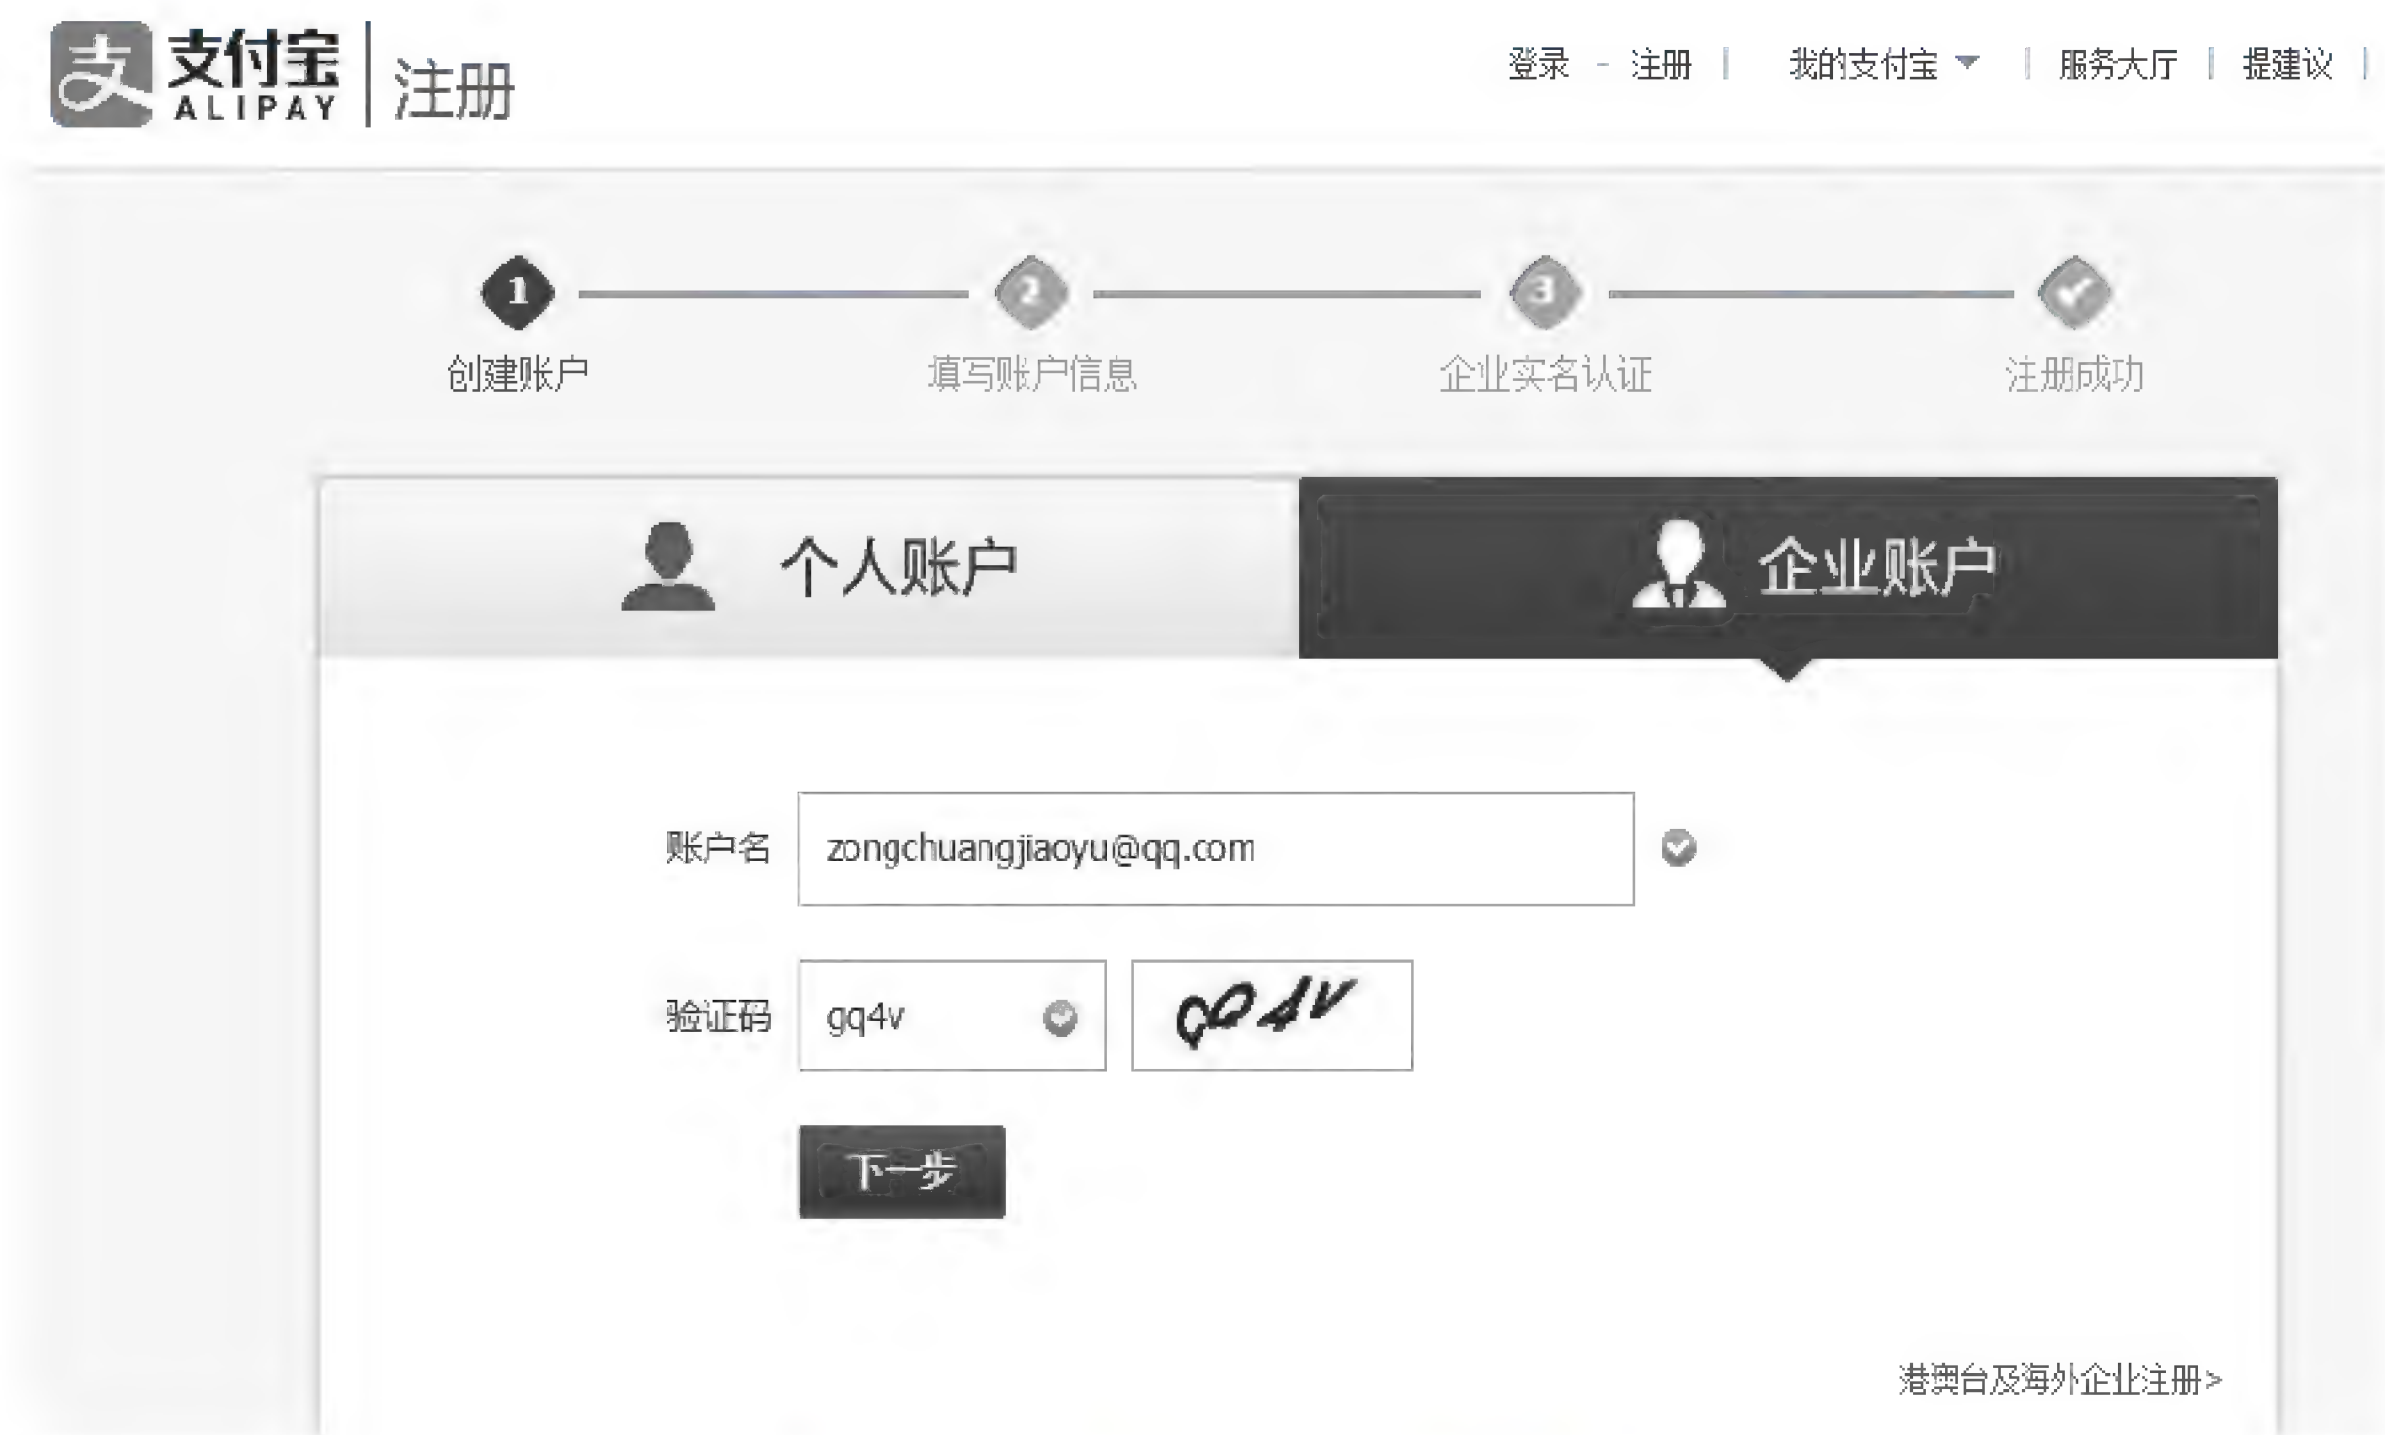 支付宝 注册
ALIPAY
登录 - 注册 | 我的支付宝 | 服务大厅 | 提建议 |
1 2 3
创建账户 填写账户信息 企业实名认证 注册成功
个人账户 企业账户
账户名 zongchuangjiaoyu@qq.com
验证码 gq4v gq4v
下一步
港澳台及海外企业注册>